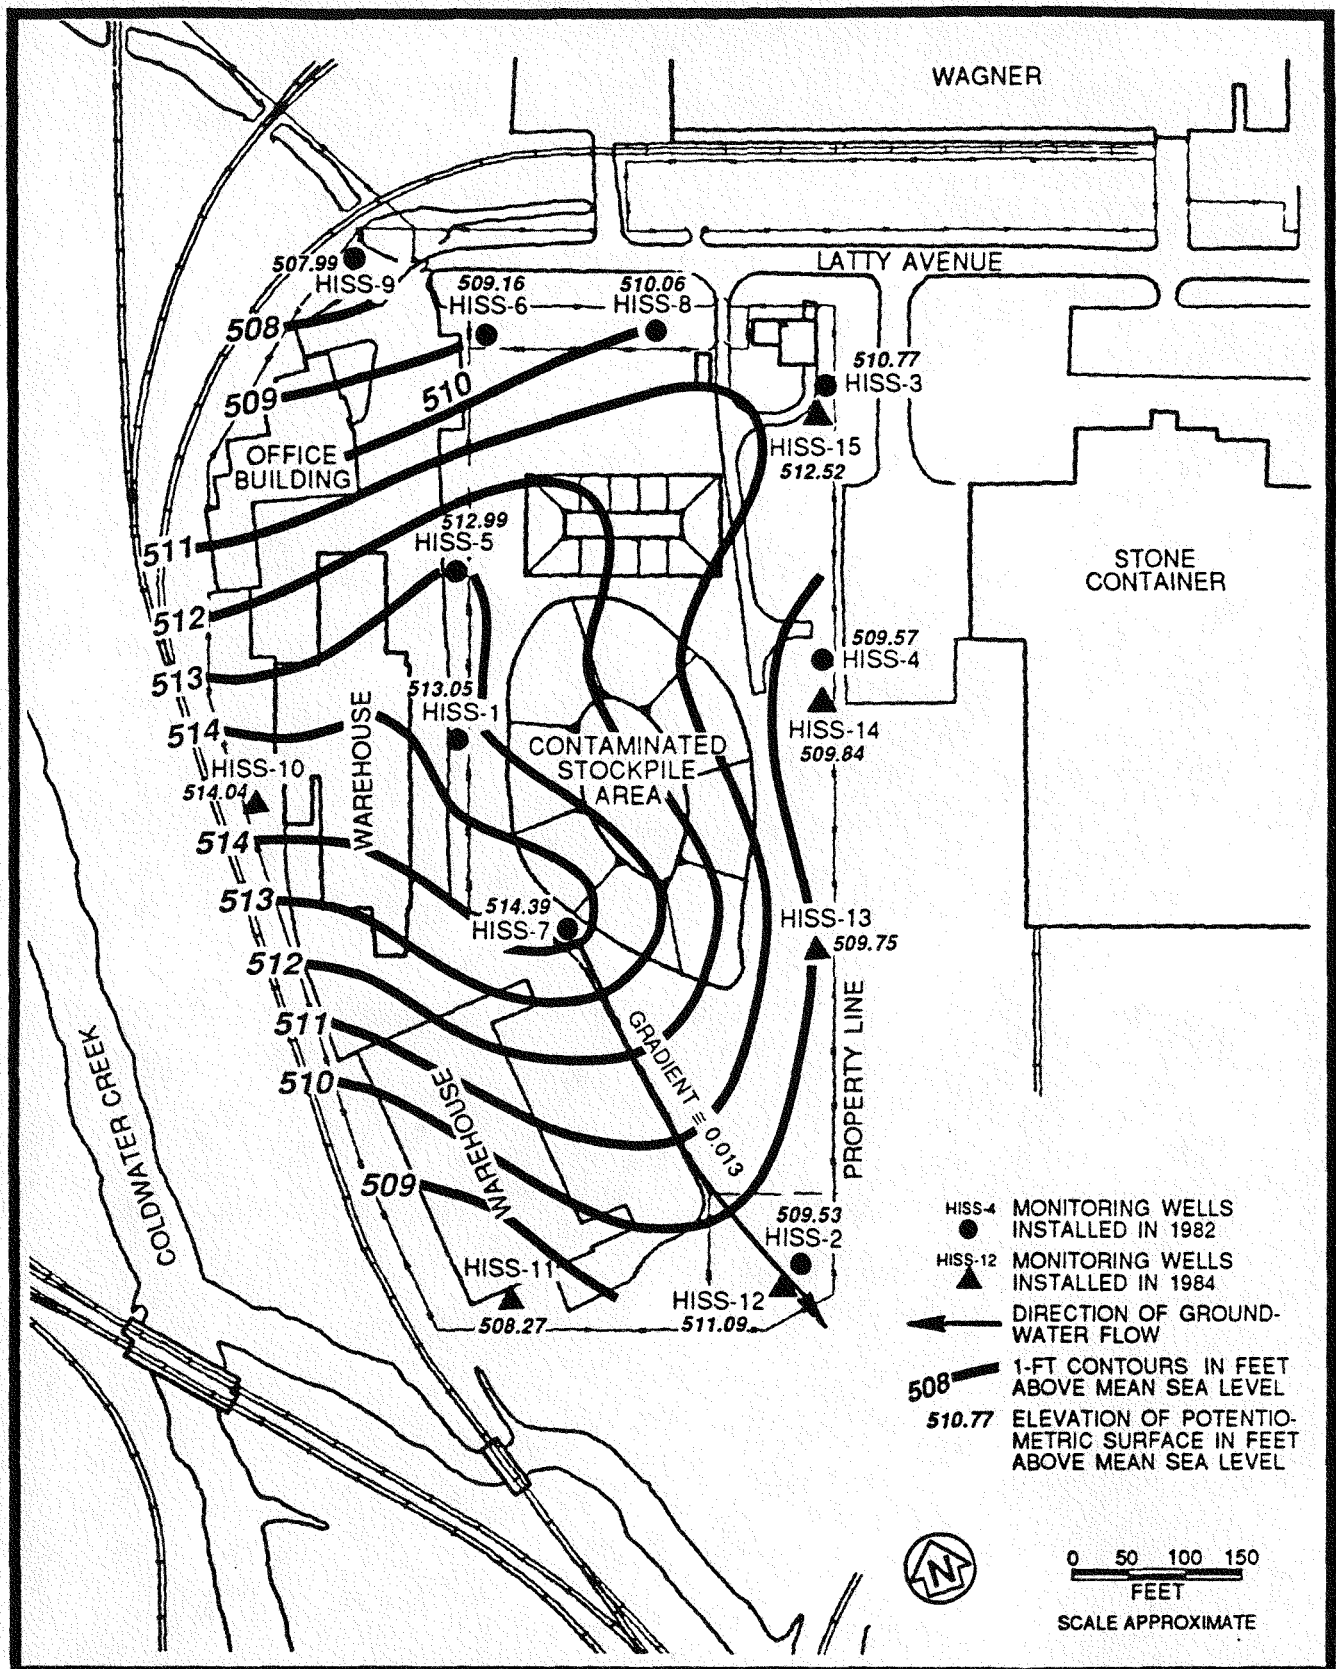 WAGNER
LATTY AVENUE
507.99
HISS-9
509.16
HISS-6
510.06
HISS-8
508
509
510
510.77
HISS-3
HISS-15
512.52
OFFICE
BUILDING
511
512.99
HISS-5
STONE
CONTAINER
512
513
509.57
HISS-4
513.05
HISS-1
WAREHOUSE
514
HISS-14
509.84
CONTAMINATED
STOCKPILE
AREA
HISS-10
514.04
514
513
514.39
HISS-7
HISS-13
509.75
512
511
510
509
GRADIENT ≅ 0.013
PROPERTY LINE
COLDWATER CREEK
WAREHOUSE
509.53
HISS-2
HISS-11
508.27
HISS-12
511.09
HISS-4 MONITORING WELLS
INSTALLED IN 1982
HISS-12 MONITORING WELLS
INSTALLED IN 1984
DIRECTION OF GROUND-
WATER FLOW
508 1-FT CONTOURS IN FEET
ABOVE MEAN SEA LEVEL
510.77 ELEVATION OF POTENTIO-
METRIC SURFACE IN FEET
ABOVE MEAN SEA LEVEL
N
0 50 100 150
FEET
SCALE APPROXIMATE